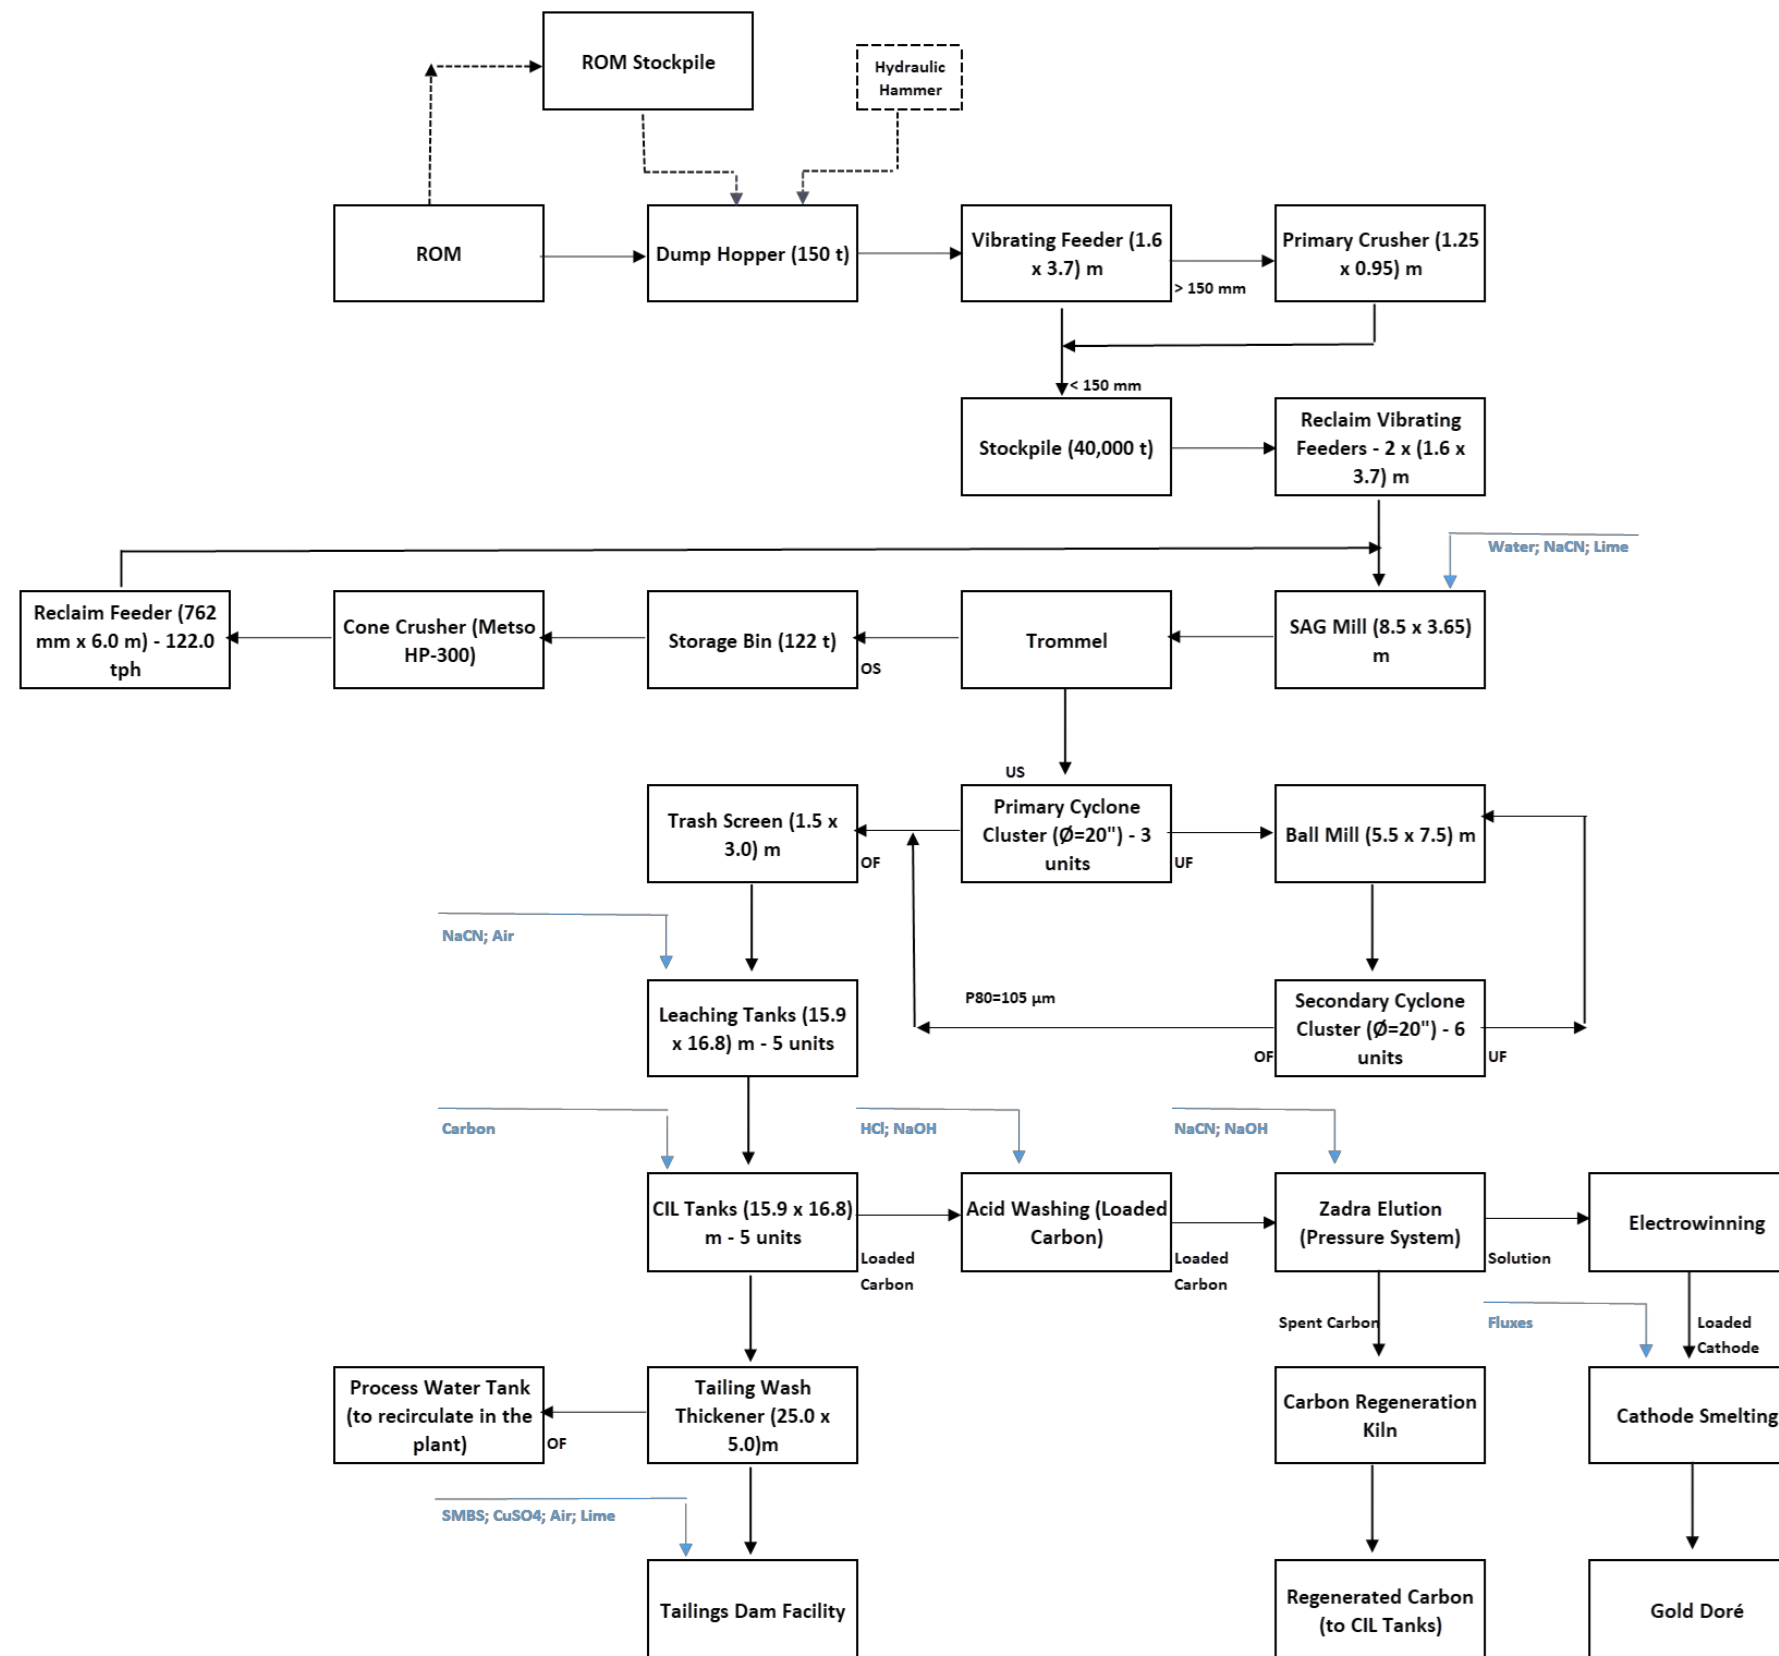 ROM Stockpile
Hydraulic
Hammer
ROM
Dump Hopper (150 t)
Vibrating Feeder (1.6
x 3.7) m
> 150 mm
Primary Crusher (1.25
x 0.95) m
< 150 mm
Stockpile (40,000 t)
Reclaim Vibrating
Feeders - 2 x (1.6 x
3.7) m
Water; NaCN; Lime
Reclaim Feeder (762
mm x 6.0 m) - 122.0
tph
Cone Crusher (Metso
HP-300)
Storage Bin (122 t)
OS
Trommel
SAG Mill (8.5 x 3.65)
m
US
Trash Screen (1.5 x
3.0) m
OF
Primary Cyclone
Cluster (Ø=20") - 3
units
UF
Ball Mill (5.5 x 7.5) m
NaCN; Air
Leaching Tanks (15.9
x 16.8) m - 5 units
P80=105 µm
OF
Secondary Cyclone
Cluster (Ø=20") - 6
units
UF
Carbon
HCl; NaOH
NaCN; NaOH
CIL Tanks (15.9 x 16.8)
m - 5 units
Loaded
Carbon
Acid Washing (Loaded
Carbon)
Loaded
Carbon
Zadra Elution
(Pressure System)
Solution
Electrowinning
Spent Carbon
Fluxes
Loaded
Cathode
Process Water Tank
(to recirculate in the
plant)
OF
Tailing Wash
Thickener (25.0 x
5.0)m
Carbon Regeneration
Kiln
Cathode Smelting
SMBS; CuSO4; Air; Lime
Tailings Dam Facility
Regenerated Carbon
(to CIL Tanks)
Gold Doré